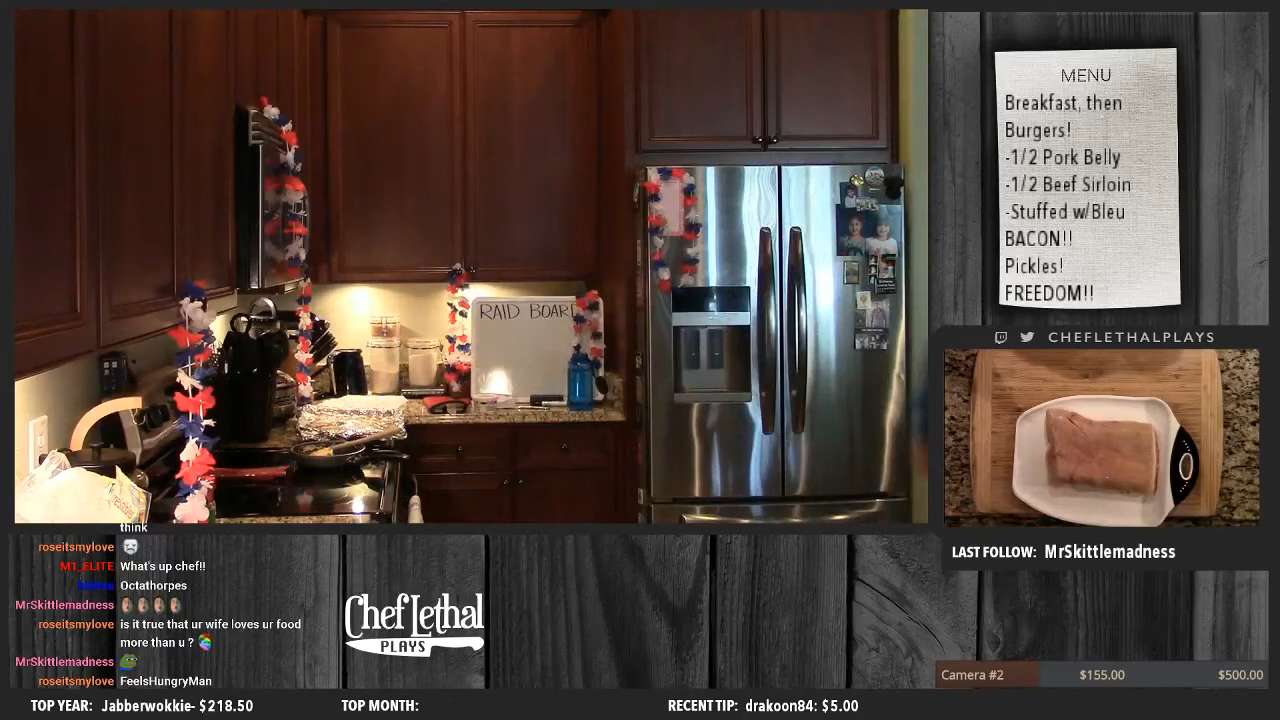 MENU
Breakfast, then
Burgers!
-1/2 Pork Belly
-1/2 Beef Sirloin
-Stuffed w/Bleu
BACON!!
Pickles!
FREEDOM!!
RAID BOARD
CHEFLETHALPLAYS
LAST FOLLOW: MrSkittlemadness
think
roseitsmylove
M1_ELITE What's up chef!!
Octathorpes
MrSkittlemadness
roseitsmylove is it true that ur wife loves ur food
more than u ?
MrSkittlemadness
roseitsmylove FeelsHungryMan
Chef Lethal
PLAYS
Camera #2 $155.00 $500.00
TOP YEAR: Jabberwokkie- $218.50 TOP MONTH: RECENT TIP: drakoon84: $5.00